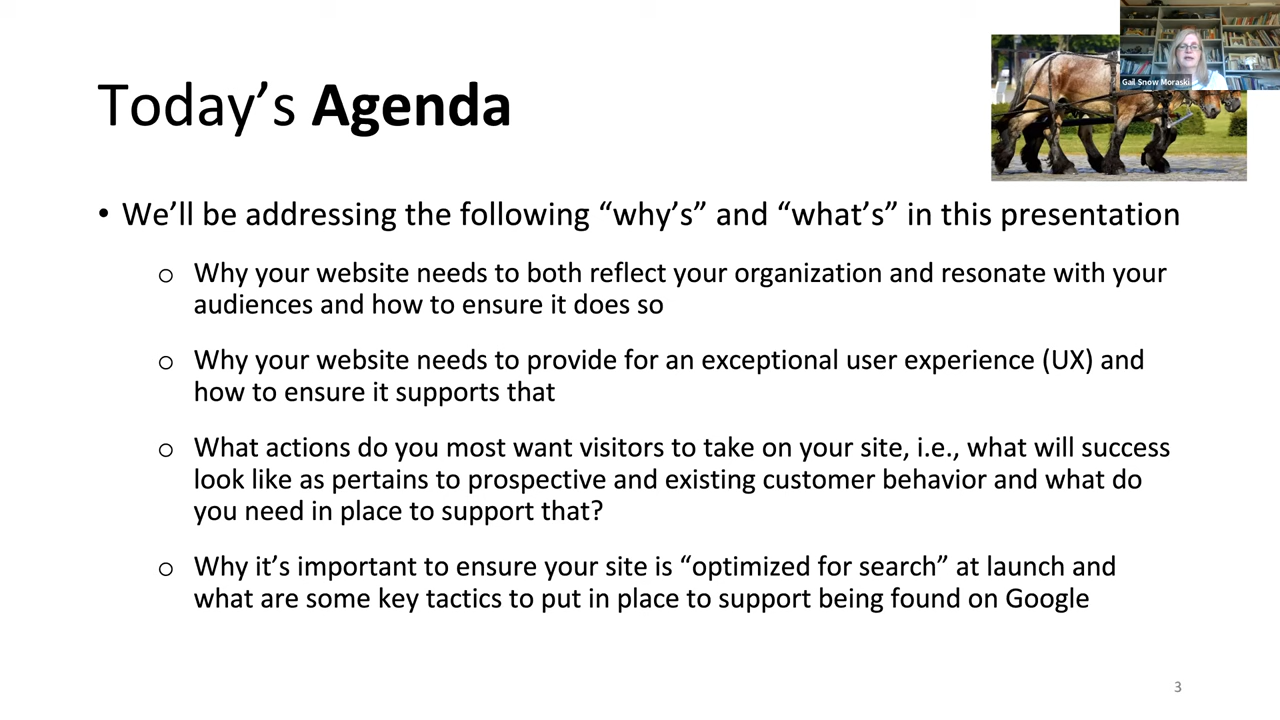 Gail Snow Moraski
Today’s Agenda
• We’ll be addressing the following “why’s” and “what’s” in this presentation
o Why your website needs to both reflect your organization and resonate with your
audiences and how to ensure it does so
o Why your website needs to provide for an exceptional user experience (UX) and
how to ensure it supports that
o What actions do you most want visitors to take on your site, i.e., what will success
look like as pertains to prospective and existing customer behavior and what do
you need in place to support that?
o Why it’s important to ensure your site is “optimized for search” at launch and
what are some key tactics to put in place to support being found on Google
3